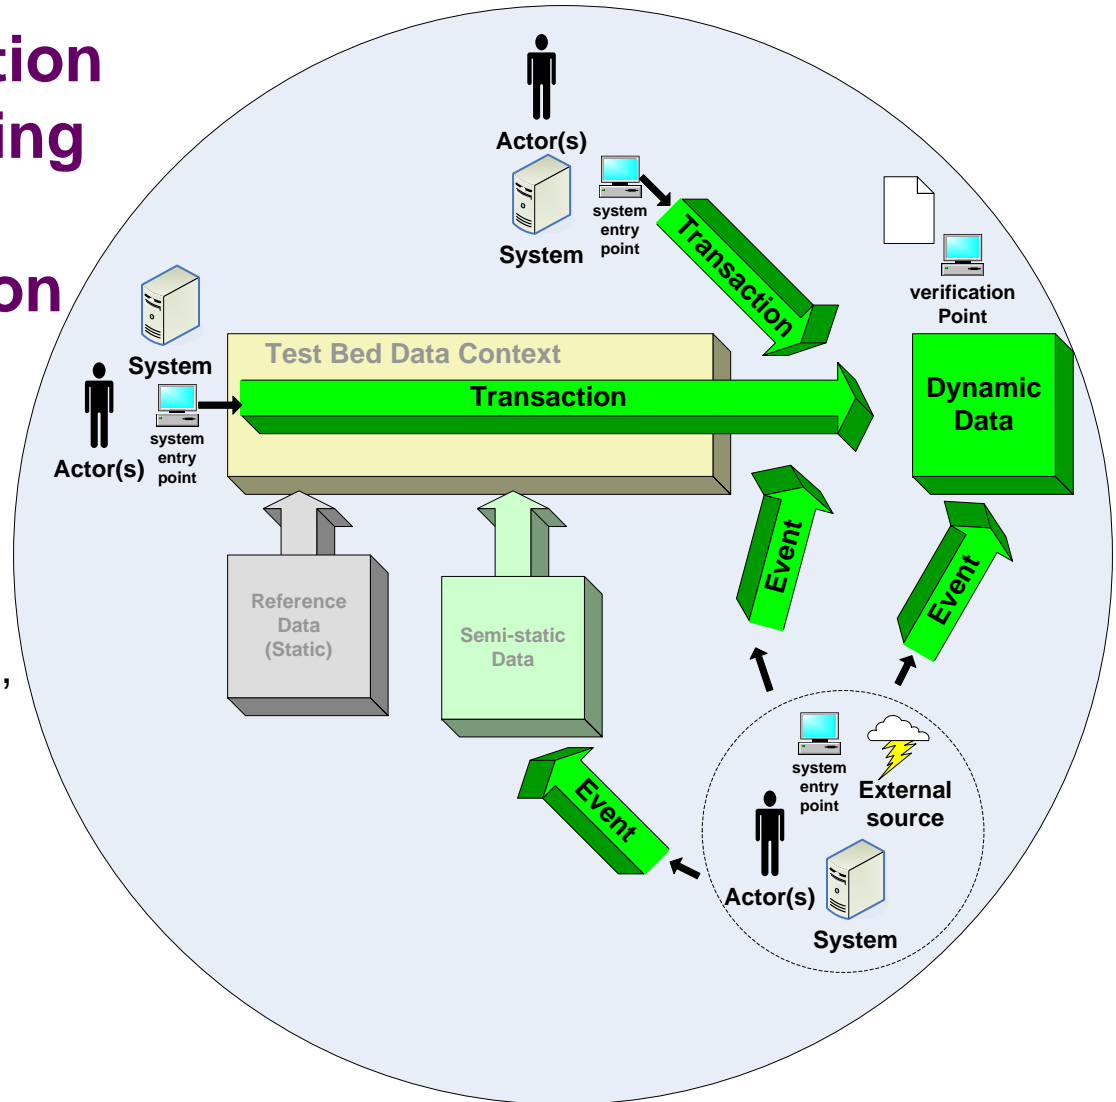 tion
ing
on
,
Actor(s)
System
system
entry
point
Transaction
verification
Point
System
Actor(s)
system
entry
point
Test Bed Data Context
Transaction
Dynamic
Data
Reference
Data
(Static)
Semi-static
Data
Event
Event
Event
system
entry
point
External
source
Actor(s)
System